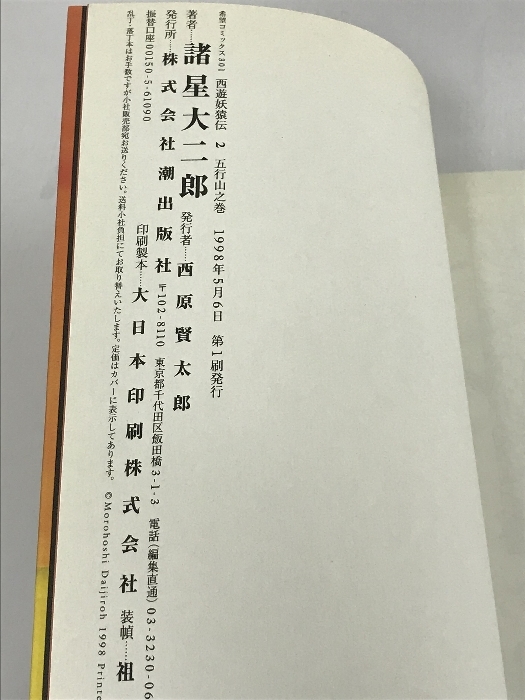 希望コミックス301 西遊妖猿伝 2 五行山之巻 1998年5月6日 第1刷発行
著者……諸星大二郎 発行者……西原賢太郎
発行所……株式会社潮出版社 〒102-8110 東京都千代田区飯田橋3-1-3 電話(編集直通)03-3230-06
振替口座00150-5-61090 印刷製本……大日本印刷株式会社 装幀……祖
乱丁・落丁本はお手数ですが小社販売部宛お送りください。送料小社負担にてお取り替えいたします。定価はカバーに表示してあります。 ©Morohoshi Daijiroh 1998 Printe